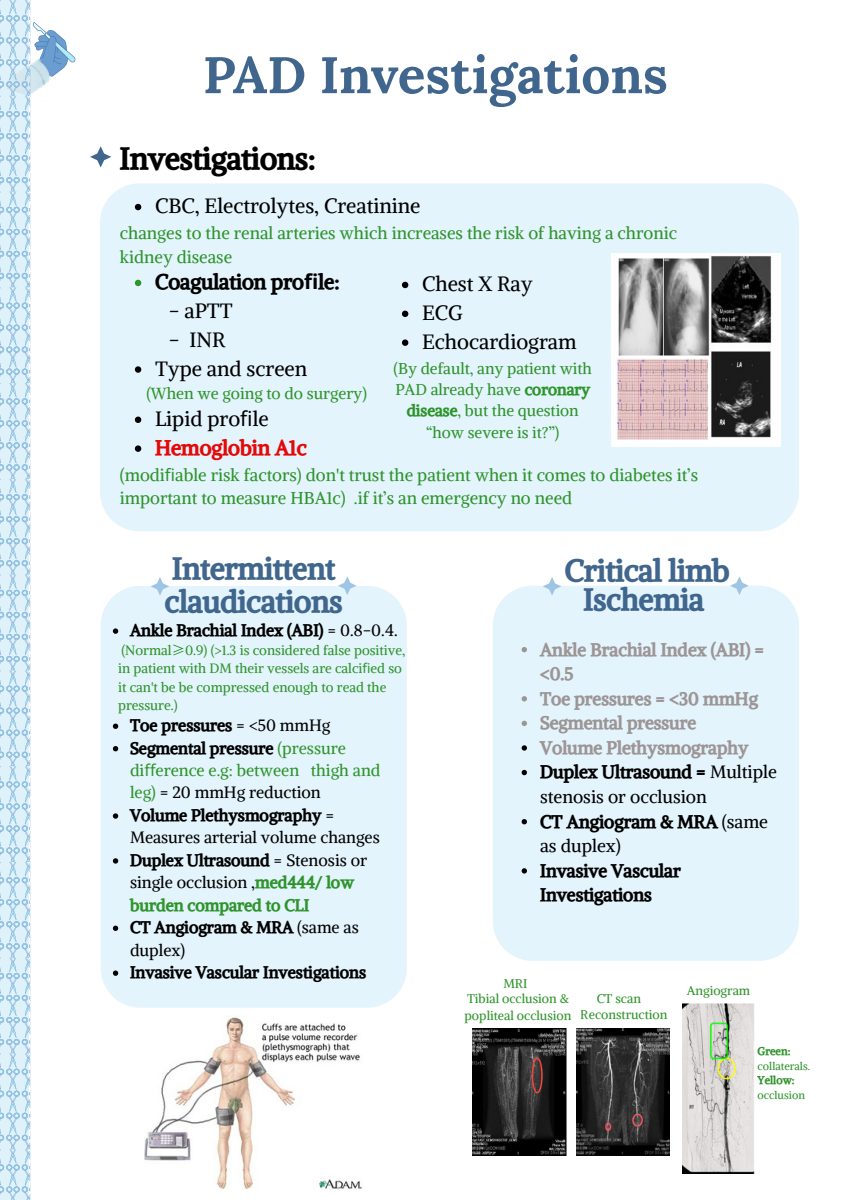 PAD Investigations
Investigations:
• CBC, Electrolytes, Creatinine
changes to the renal arteries which increases the risk of having a chronic
kidney disease
• Coagulation profile:
- aPTT
- INR
• Type and screen
(When we going to do surgery)
• Lipid profile
• Hemoglobin A1c
• Chest X Ray
• ECG
• Echocardiogram
(By default, any patient with
PAD already have coronary
disease, but the question
“how severe is it?”)
Left
Ventricle
Myxoma
in the Left
Atrium
LA
RA
(modifiable risk factors) don't trust the patient when it comes to diabetes it’s
important to measure HBA1c) .if it’s an emergency no need
Intermittent
claudications
• Ankle Brachial Index (ABI) = 0.8-0.4.
(Normal≥0.9) (>1.3 is considered false positive,
in patient with DM their vessels are calcified so
it can't be be compressed enough to read the
pressure.)
• Toe pressures = <50 mmHg
• Segmental pressure (pressure
difference e.g: between thigh and
leg) = 20 mmHg reduction
• Volume Plethysmography =
Measures arterial volume changes
• Duplex Ultrasound = Stenosis or
single occlusion ,med444/ low
burden compared to CLI
• CT Angiogram & MRA (same as
duplex)
• Invasive Vascular Investigations
Critical limb
Ischemia
• Ankle Brachial Index (ABI) =
<0.5
• Toe pressures = <30 mmHg
• Segmental pressure
• Volume Plethysmography
• Duplex Ultrasound = Multiple
stenosis or occlusion
• CT Angiogram & MRA (same
as duplex)
• Invasive Vascular
Investigations
Cuffs are attached to
a pulse volume recorder
(plethysmograph) that
displays each pulse wave
ADAM.
MRI
Tibial occlusion &
popliteal occlusion
CT scan
Reconstruction
Angiogram
Green:
collaterals.
Yellow:
occlusion